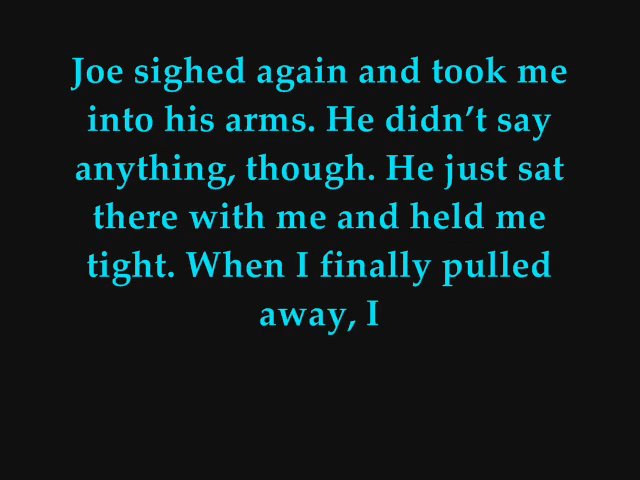 Joe sighed again and took me
into his arms. He didn’t say
anything, though. He just sat
there with me and held me
tight. When I finally pulled
away, I